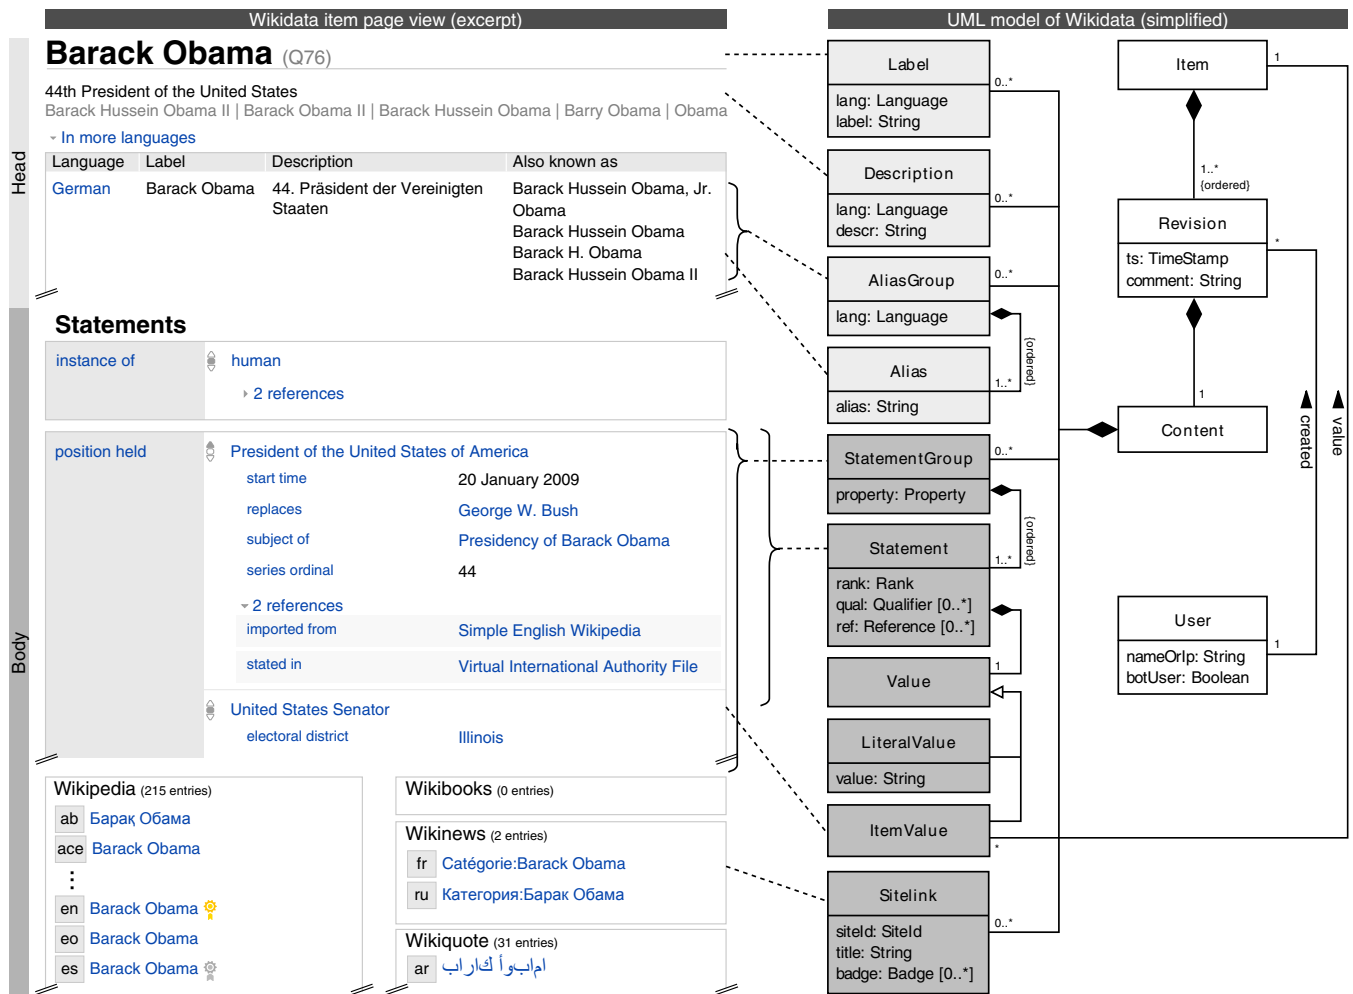 Wikidata item page view (excerpt)
Barack Obama (Q76)
44th President of the United States
Barack Hussein Obama II | Barack Obama II | Barack Hussein Obama | Barry Obama | Obama
In more languages
Language Label Description Also known as
German Barack Obama 44. Präsident der Vereinigten Barack Hussein Obama, Jr.
Staaten Obama
Barack Hussein Obama
Barack H. Obama
Barack Hussein Obama II
Head
Statements
instance of human
2 references
position held President of the United States of America
start time 20 January 2009
replaces George W. Bush
subject of Presidency of Barack Obama
series ordinal 44
2 references
imported from Simple English Wikipedia
stated in Virtual International Authority File
United States Senator
electoral district Illinois
Body
Wikipedia (215 entries)
ab Барақ Обама
ace Barack Obama
en Barack Obama
eo Barack Obama
es Barack Obama
Wikibooks (0 entries)
Wikinews (2 entries)
fr Catégorie:Barack Obama
ru Категория:Барак Обама
Wikiquote (31 entries)
ar باراك أوباما
UML model of Wikidata (simplified)
Label
lang: Language
label: String
0..*
Description
lang: Language
descr: String
0..*
AliasGroup
lang: Language
0..*
{ordered}
1..*
Alias
alias: String
StatementGroup
property: Property
0..*
{ordered}
1..*
Statement
rank: Rank
qual: Qualifier [0..*]
ref: Reference [0..*]
1
Value
LiteralValue
value: String
ItemValue
*
Sitelink
siteId: SiteId
title: String
badge: Badge [0..*]
0..*
Item
1
1..*
{ordered}
Revision
ts: TimeStamp
comment: String
*
1
Content
created
value
User
nameOrIp: String
botUser: Boolean
1